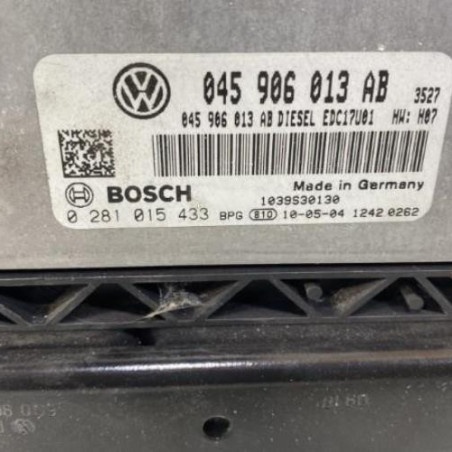 045 906 013 AB 3527
045 906 013 AB DIESEL EDC17U01 HW: H07
BOSCH
Made in Germany
1039S30130
0 281 015 433 BPG 810 10-05-04 1242 0262